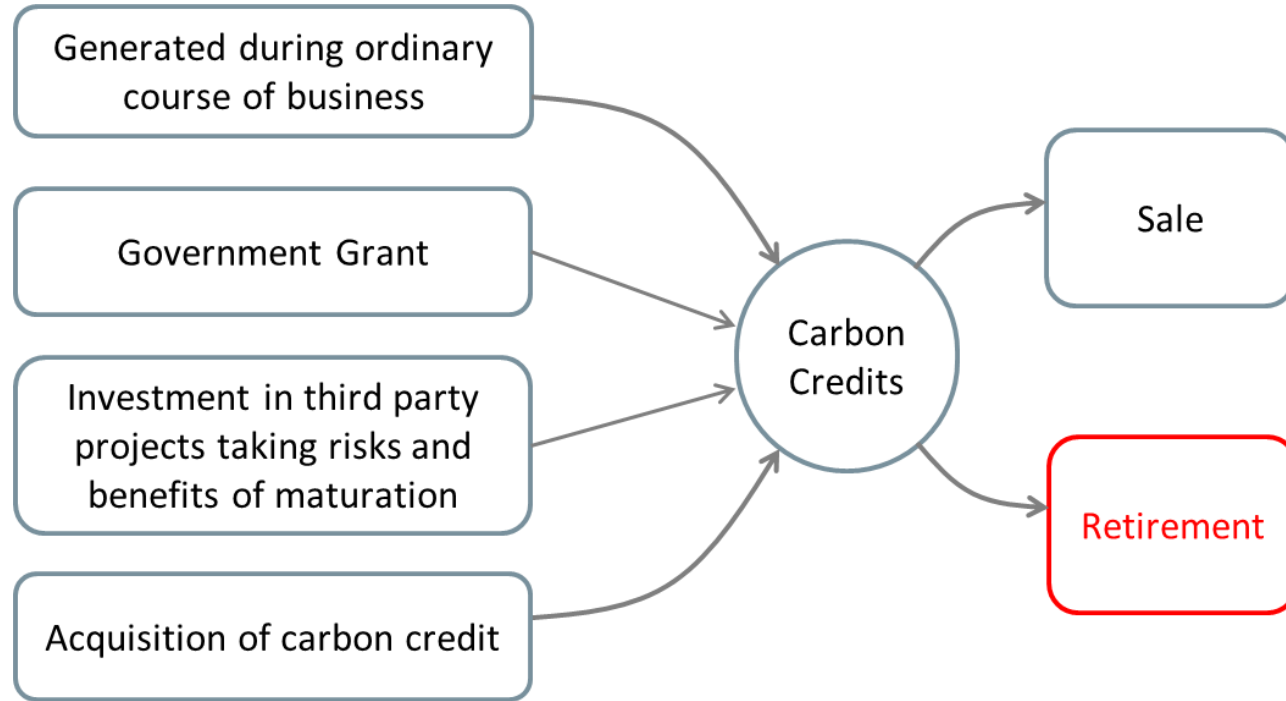 Generated during ordinary
course of business
Government Grant
Investment in third party
projects taking risks and
benefits of maturation
Acquisition of carbon credit
Carbon
Credits
Sale
Retirement